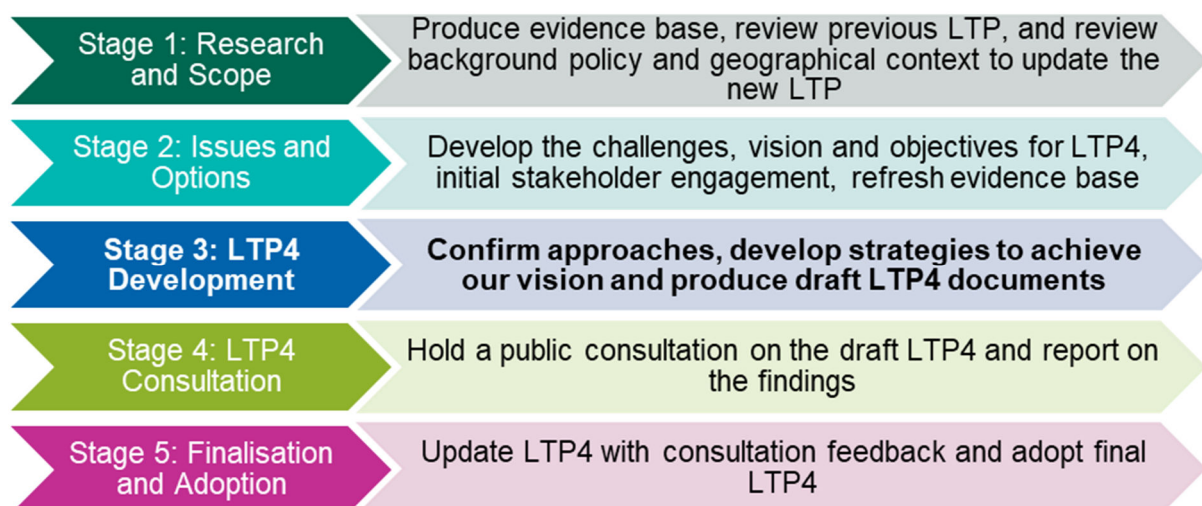 Stage 1: Research
and Scope
Produce evidence base, review previous LTP, and review
background policy and geographical context to update the
new LTP
Stage 2: Issues and
Options
Develop the challenges, vision and objectives for LTP4,
initial stakeholder engagement, refresh evidence base
Stage 3: LTP4
Development
Confirm approaches, develop strategies to achieve
our vision and produce draft LTP4 documents
Stage 4: LTP4
Consultation
Hold a public consultation on the draft LTP4 and report on
the findings
Stage 5: Finalisation
and Adoption
Update LTP4 with consultation feedback and adopt final
LTP4